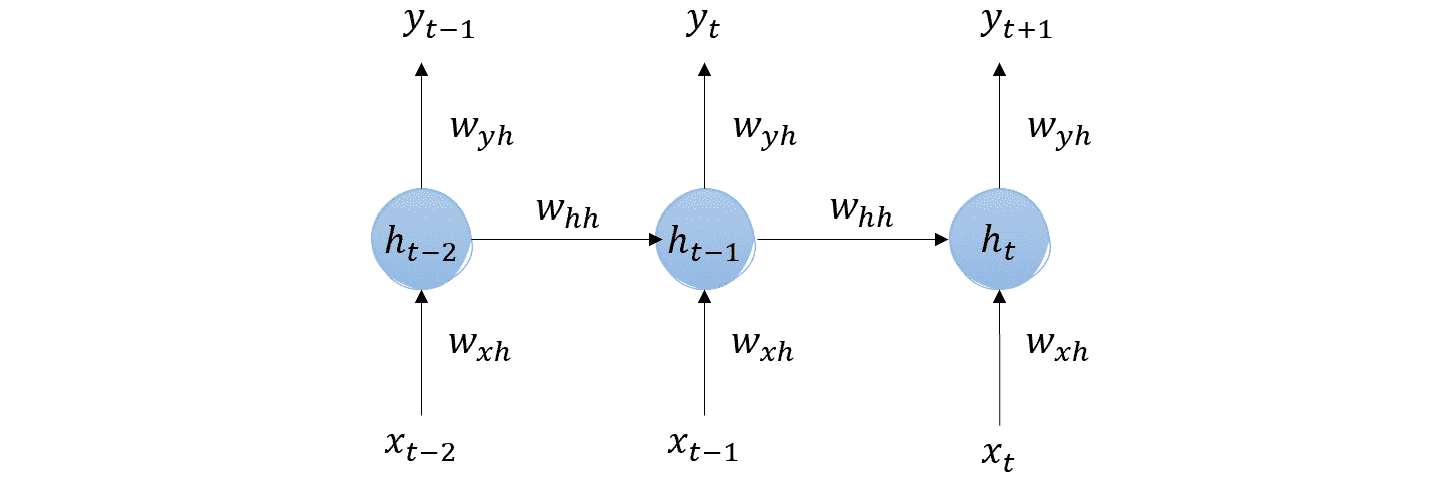 y_{t-1} y_t y_{t+1}
w_{yh} w_{yh} w_{yh}
w_{hh} w_{hh}
h_{t-2} h_{t-1} h_t
w_{xh} w_{xh} w_{xh}
x_{t-2} x_{t-1} x_t